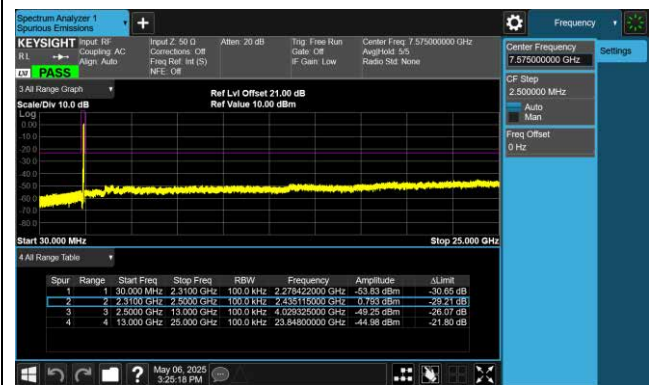 Spectrum Analyzer 1
Spurious Emissions
Frequency
KEYSIGHT
Input: RF
Input Z: 50 Ω
Atten: 20 dB
Trig: Free Run
Center Freq: 7.575000000 GHz
RL
Coupling: AC
Corrections: Off
Gate: Off
Avg|Hold: 5/5
Align: Auto
Freq Ref: Int (S)
IF Gain: Low
Radio Std: None
LXI
PASS
NFE: Off
Center Frequency
7.575000000 GHz
Settings
CF Step
2.500000 MHz
Auto
Man
Freq Offset
0 Hz
3 All Range Graph
Ref Lvl Offset 21.00 dB
Scale/Div 10.0 dB
Ref Value 10.00 dBm
Log
0.00
-10.0
-20.0
-30.0
-40.0
-50.0
-60.0
-70.0
-80.0
Start 30.000 MHz
Stop 25.000 GHz
4 All Range Table
Spur Range Start Freq Stop Freq RBW Frequency Amplitude ΔLimit
1 1 30.000 MHz 2.3100 GHz 100.0 kHz 2.278422000 GHz -53.83 dBm -30.65 dB
2 2 2.3100 GHz 2.5000 GHz 100.0 kHz 2.435115000 GHz 0.793 dBm -29.21 dB
3 3 2.5000 GHz 13.000 GHz 100.0 kHz 4.029325000 GHz -49.25 dBm -26.07 dB
4 4 13.000 GHz 25.000 GHz 100.0 kHz 23.84800000 GHz -44.98 dBm -21.80 dB
?
May 06, 2025
3:25:18 PM